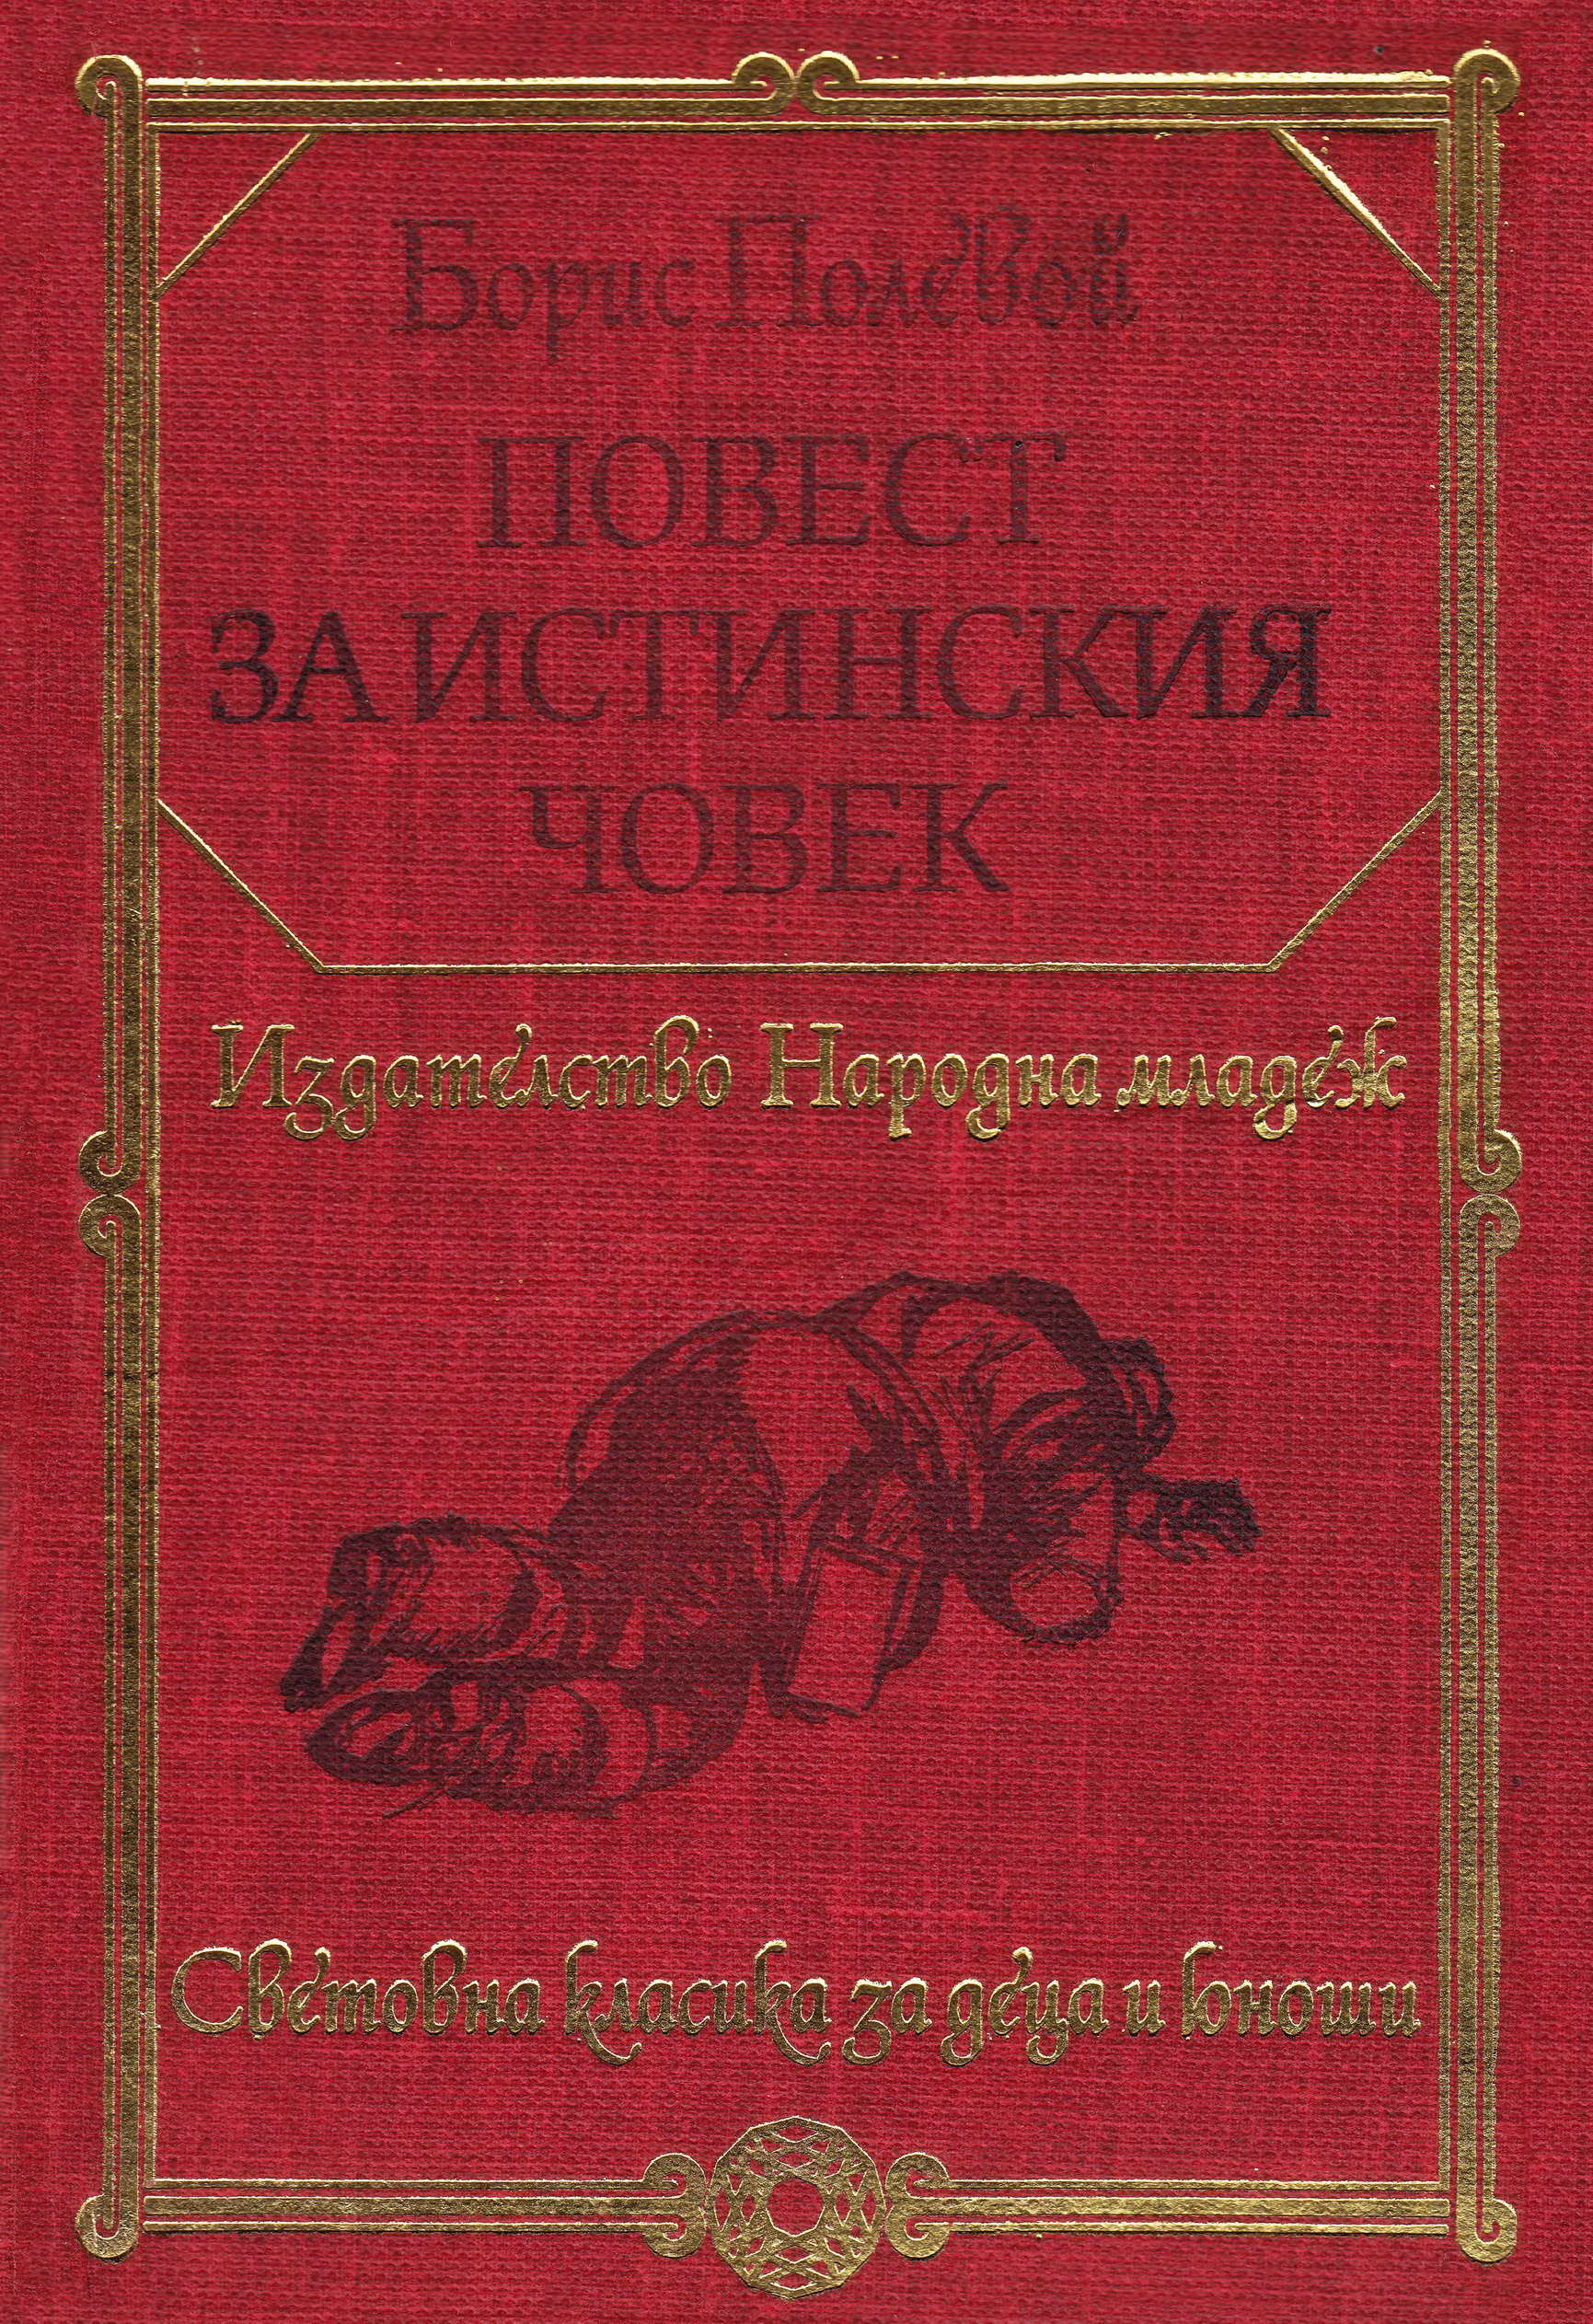 Борис Полевой
ПОВЕСТ
ЗА ИСТИНСКИЯ
ЧОВЕК
Издателство Народна младеж
Световна класика за деца и юноши